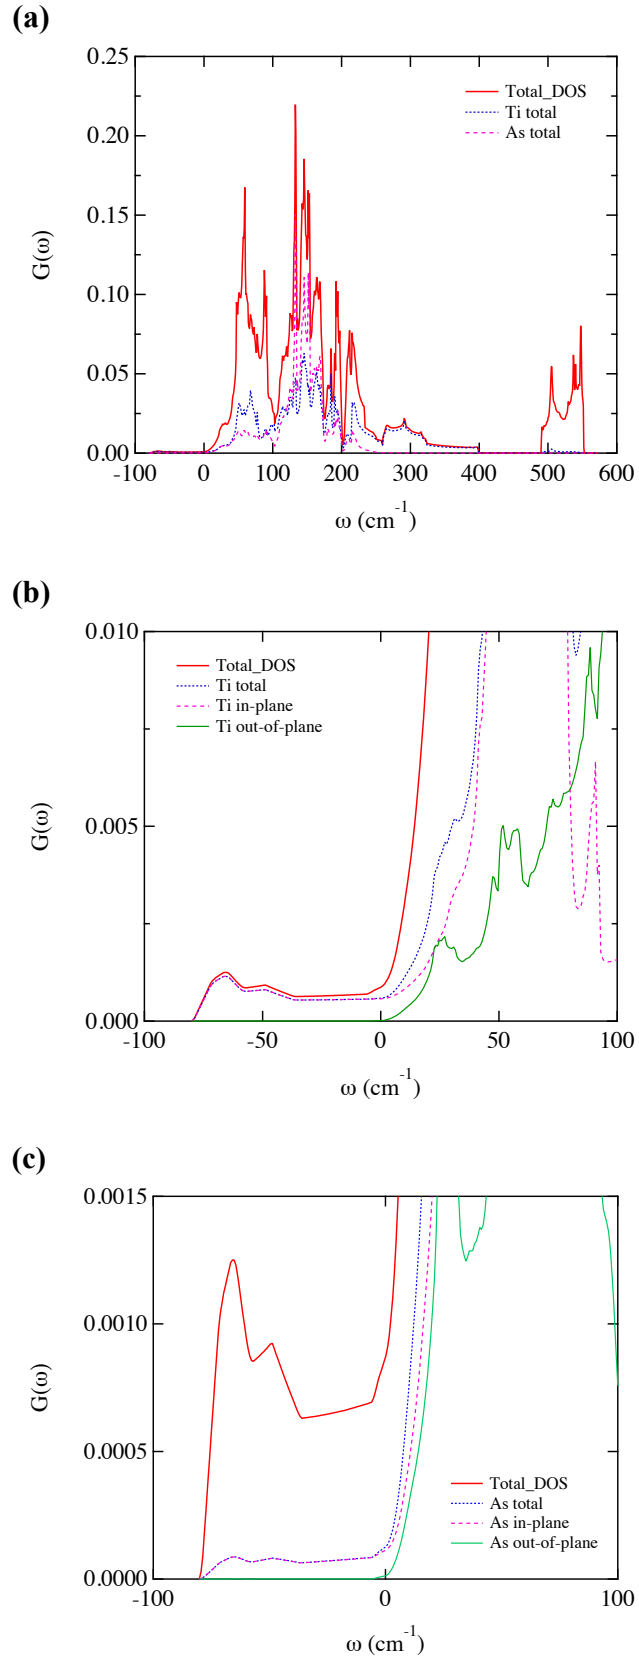 (a)
0.25
0.20
0.15
0.10
0.05
0.00
G(ω)
Total_DOS
Ti total
As total
-100 0 100 200 300 400 500 600
ω (cm-1)
(b)
0.010
0.005
0.000
G(ω)
Total_DOS
Ti total
Ti in-plane
Ti out-of-plane
-100 -50 0 50 100
ω (cm-1)
(c)
0.0015
0.0010
0.0005
0.0000
G(ω)
Total_DOS
As total
As in-plane
As out-of-plane
-100 0 100
ω (cm-1)